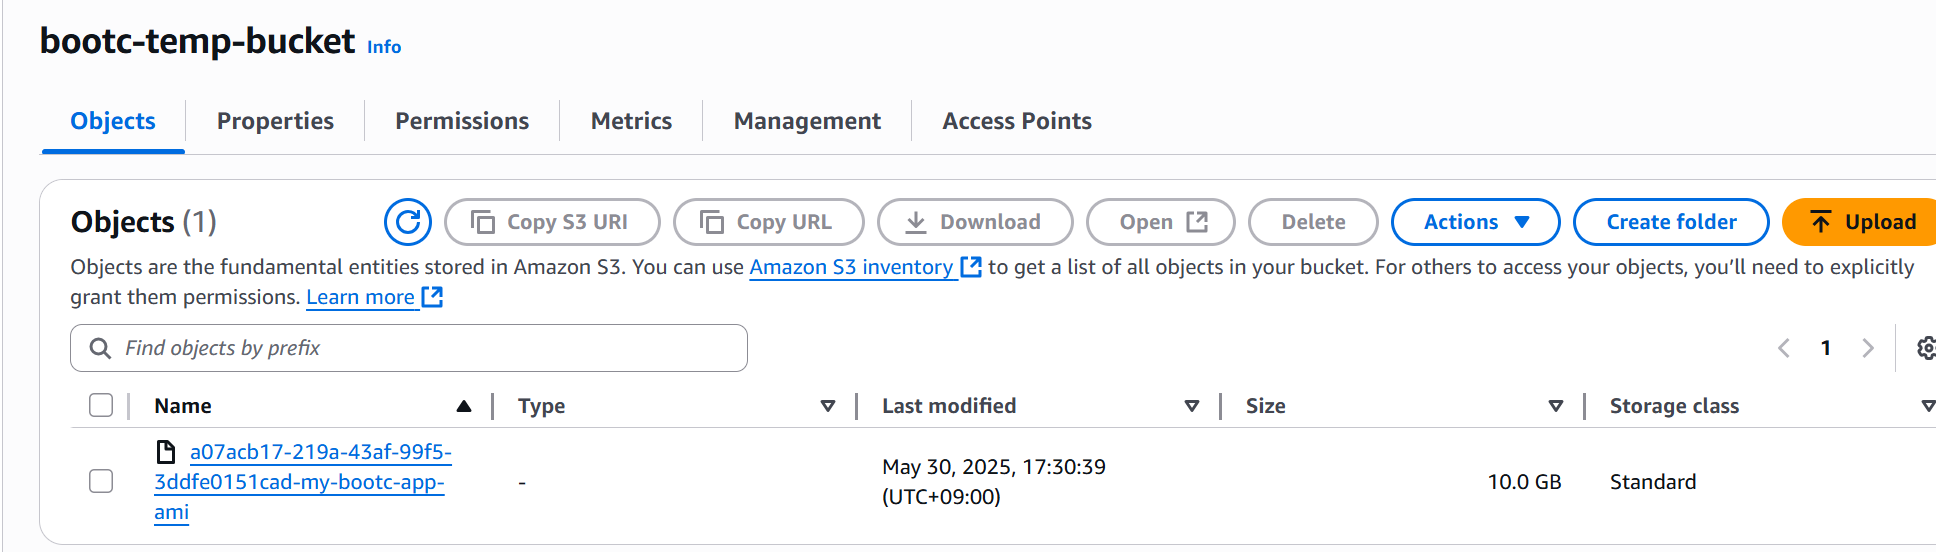 bootc-temp-bucket Info
Objects Properties Permissions Metrics Management Access Points
Objects (1) Copy S3 URI Copy URL Download Open Delete Actions Create folder Upload
Objects are the fundamental entities stored in Amazon S3. You can use Amazon S3 inventory to get a list of all objects in your bucket. For others to access your objects, you’ll need to explicitly
grant them permissions. Learn more
Find objects by prefix
1
Name Type Last modified Size Storage class
a07acb17-219a-43af-99f5-
3ddfe0151cad-my-bootc-app-
ami
-
May 30, 2025, 17:30:39
(UTC+09:00)
10.0 GB
Standard